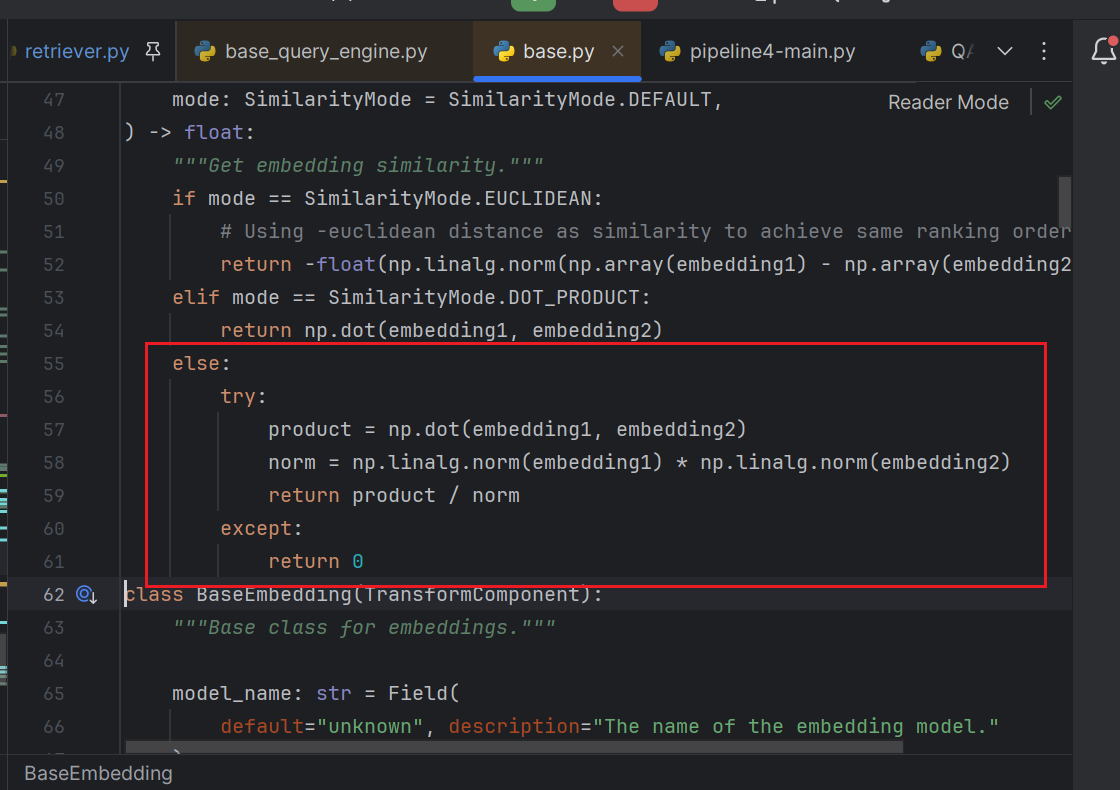 retriever.py
base_query_engine.py
base.py
pipeline4-main.py
QA
Reader Mode
47 mode: SimilarityMode = SimilarityMode.DEFAULT,
48 ) -> float:
49 """Get embedding similarity."""
50 if mode == SimilarityMode.EUCLIDEAN:
51 # Using -euclidean distance as similarity to achieve same ranking order
52 return -float(np.linalg.norm(np.array(embedding1) - np.array(embedding2
53 elif mode == SimilarityMode.DOT_PRODUCT:
54 return np.dot(embedding1, embedding2)
55 else:
56 try:
57 product = np.dot(embedding1, embedding2)
58 norm = np.linalg.norm(embedding1) * np.linalg.norm(embedding2)
59 return product / norm
60 except:
61 return 0
62 class BaseEmbedding(TransformComponent):
63 """Base class for embeddings."""
64
65 model_name: str = Field(
66 default="unknown", description="The name of the embedding model."
BaseEmbedding